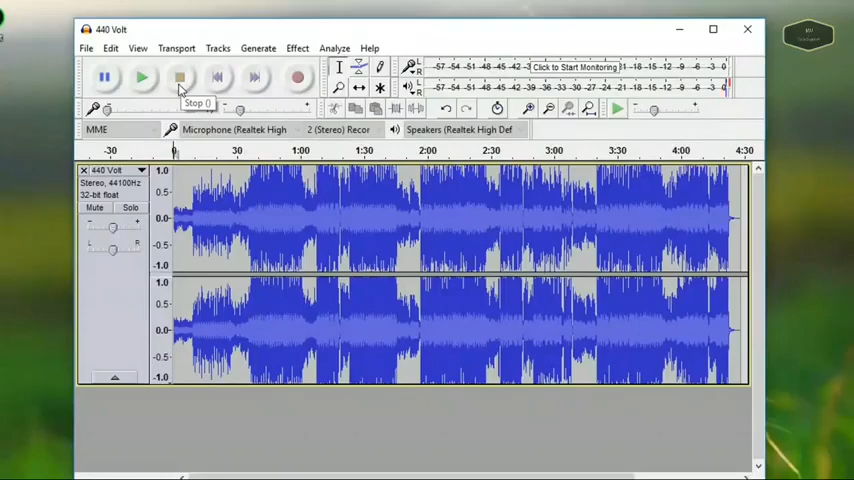 440 Volt
File Edit View Transport Tracks Generate Effect Analyze Help
L
R
-57 -54 -51 -48 -45 -42 Click to Start Monitoring -12 -9 -6 -3 0
L
R
-57 -54 -51 -48 -45 -42 -39 -36 -33 -30 -27 -24 -21 -18 -15 -12 -9 -6 -3 0
Stop ()
- +
MME Microphone (Realtek High 2 (Stereo) Recor Speakers (Realtek High Def
-30 0 30 1:00 1:30 2:00 2:30 3:00 3:30 4:00 4:30
440 Volt
Stereo, 44100Hz
32-bit float
Mute Solo
- +
L R
1.0
0.5
0.0-
-0.5
-1.0
1.0
0.5
0.0-
-0.5
-1.0